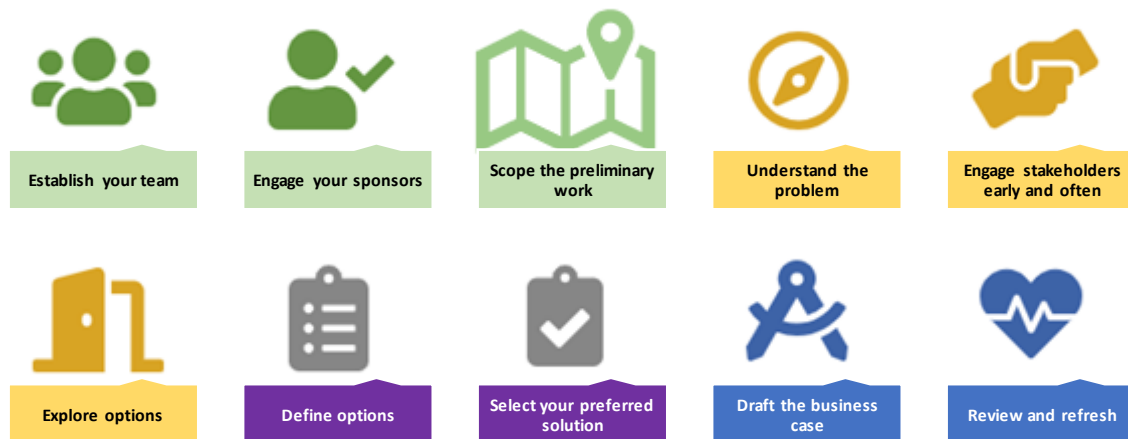 Establish your team
Engage your sponsors
Scope the preliminary
work
Understand the
problem
Engage stakeholders
early and often
Explore options
Define options
Select your preferred
solution
Draft the business
case
Review and refresh